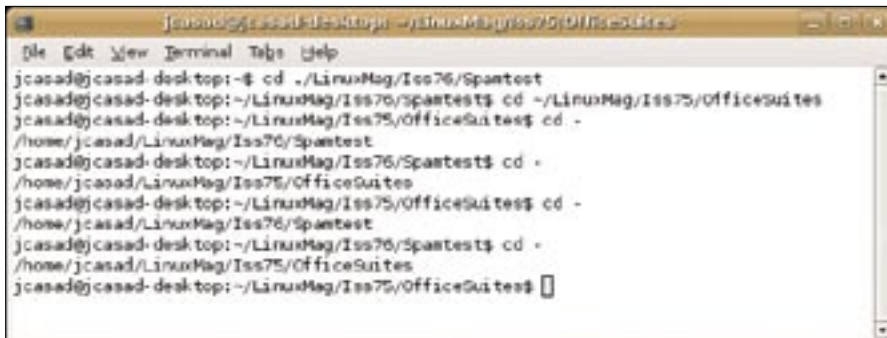 jcasad@jcasad-desktop: ~/LinuxMag/Iss75/OfficeSuites
File Edit View Terminal Tabs Help
jcasad@jcasad-desktop:~$ cd ./LinuxMag/Iss76/Spamtest
jcasad@jcasad-desktop:~/LinuxMag/Iss76/Spamtest$ cd ~/LinuxMag/Iss75/OfficeSuites
jcasad@jcasad-desktop:~/LinuxMag/Iss75/OfficeSuites$ cd -
/home/jcasad/LinuxMag/Iss76/Spamtest
jcasad@jcasad-desktop:~/LinuxMag/Iss76/Spamtest$ cd -
/home/jcasad/LinuxMag/Iss75/OfficeSuites
jcasad@jcasad-desktop:~/LinuxMag/Iss75/OfficeSuites$ cd -
/home/jcasad/LinuxMag/Iss76/Spamtest
jcasad@jcasad-desktop:~/LinuxMag/Iss76/Spamtest$ cd -
/home/jcasad/LinuxMag/Iss75/OfficeSuites
jcasad@jcasad-desktop:~/LinuxMag/Iss75/OfficeSuites$